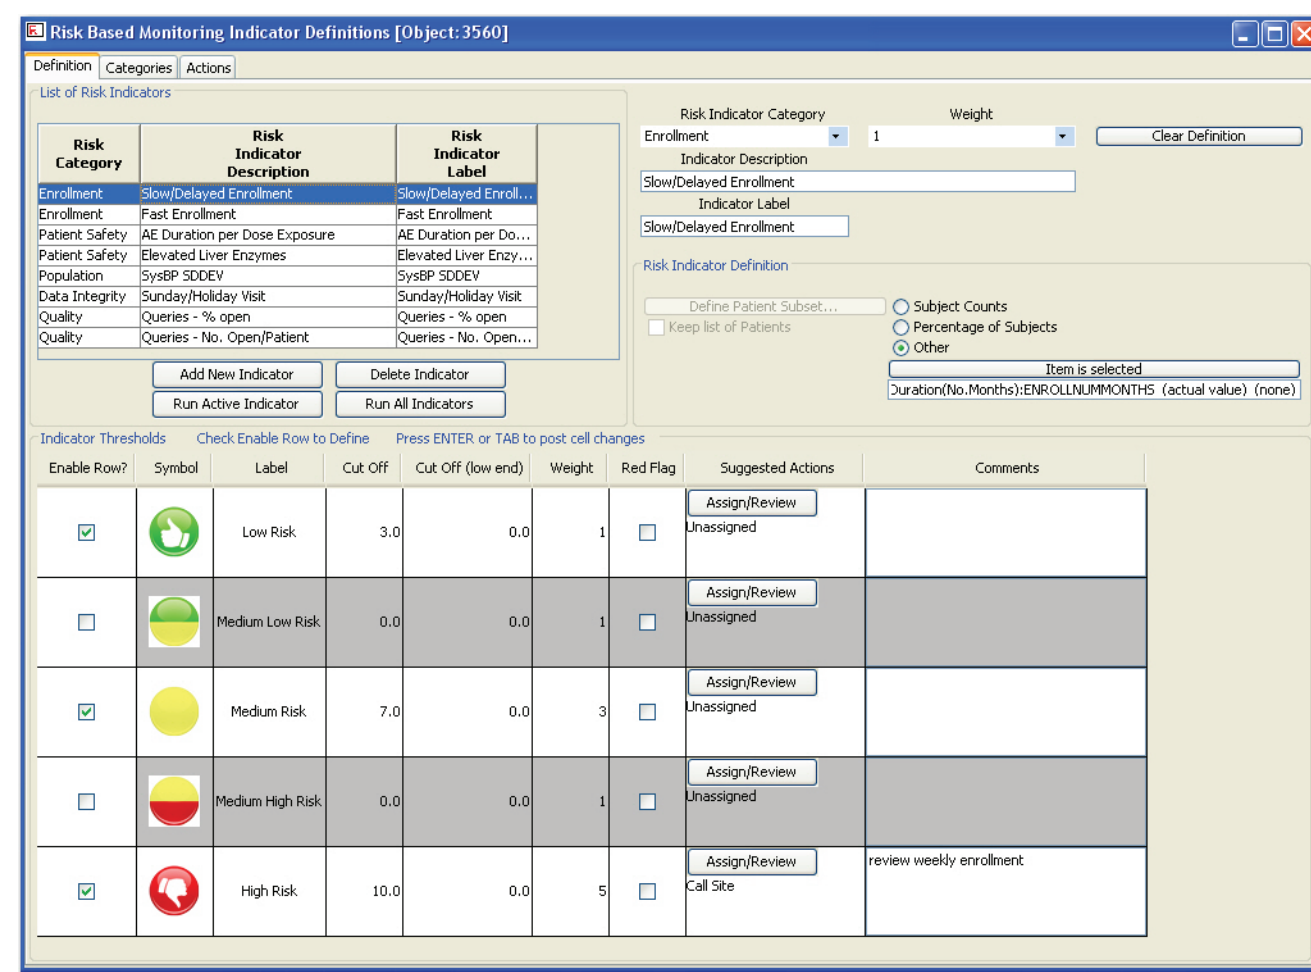 Risk Based Monitoring Indicator Definitions [Object:3560]
Definition Categories Actions
List of Risk Indicators
Risk Category Risk Indicator Description Risk Indicator Label
Enrollment Slow/Delayed Enrollment Slow/Delayed Enroll...
Enrollment Fast Enrollment Fast Enrollment
Patient Safety AE Duration per Dose Exposure AE Duration per Do...
Patient Safety Elevated Liver Enzymes Elevated Liver Enzy...
Population SysBP SDDEV SysBP SDDEV
Data Integrity Sunday/Holiday Visit Sunday/Holiday Visit
Quality Queries - % open Queries - % open
Quality Queries - No. Open/Patient Queries - No. Open...
Add New Indicator Delete Indicator
Run Active Indicator Run All Indicators
Risk Indicator Category Weight
Enrollment 1 Clear Definition
Indicator Description
Slow/Delayed Enrollment
Indicator Label
Slow/Delayed Enrollment
Risk Indicator Definition
Define Patient Subset... Subject Counts
Keep list of Patients Percentage of Subjects
Other
Item is selected
Duration(No.Months):ENROLLNUMMONTHS (actual value) (none)
Indicator Thresholds Check Enable Row to Define Press ENTER or TAB to post cell changes
Enable Row? Symbol Label Cut Off Cut Off (low end) Weight Red Flag Suggested Actions Comments
Assign/Review
Low Risk 3.0 0.0 1 Unassigned
Assign/Review
Medium Low Risk 0.0 0.0 1 Unassigned
Assign/Review
Medium Risk 7.0 0.0 3 Unassigned
Assign/Review
Medium High Risk 0.0 0.0 1 Unassigned
Assign/Review review weekly enrollment
High Risk 10.0 0.0 5 Call Site